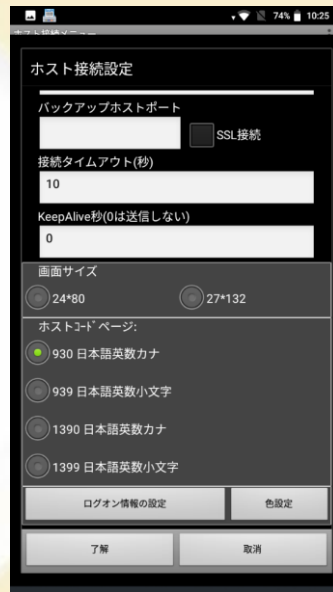 74% 10:25
ホスト接続メニュー
ホスト接続設定
バックアップホストポート
SSL接続
接続タイムアウト(秒)
10
KeepAlive秒(0は送信しない)
0
画面サイズ
24*80 27*132
ホストコードページ:
930 日本語英数カナ
939 日本語英数小文字
1390 日本語英数カナ
1399 日本語英数小文字
ログオン情報の設定 色設定
了解 取消